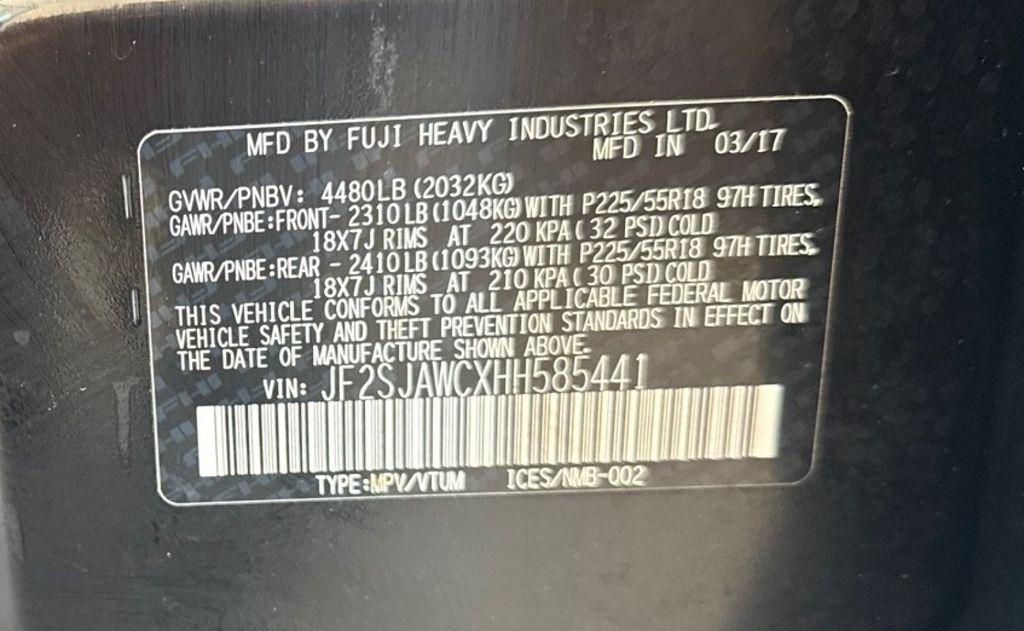 MFD BY FUJI HEAVY INDUSTRIES LTD.
MFD IN 03/17
GVWR/PNBV: 4480LB (2032KG)
GAWR/PNBE:FRONT- 2310LB (1048KG) WITH P225/55R18 97H TIRES,
18X7J RIMS AT 220 KPA ( 32 PSI) COLD
GAWR/PNBE:REAR - 2410LB (1093KG) WITH P225/55R18 97H TIRES,
18X7J RIMS AT 210 KPA ( 30 PSI) COLD
THIS VEHICLE CONFORMS TO ALL APPLICABLE FEDERAL MOTOR
VEHICLE SAFETY AND THEFT PREVENTION STANDARDS IN EFFECT ON
THE DATE OF MANUFACTURE SHOWN ABOVE.
VIN: JF2SJAWCXHH585441
TYPE:MPV/VTUM ICES/NMB-002